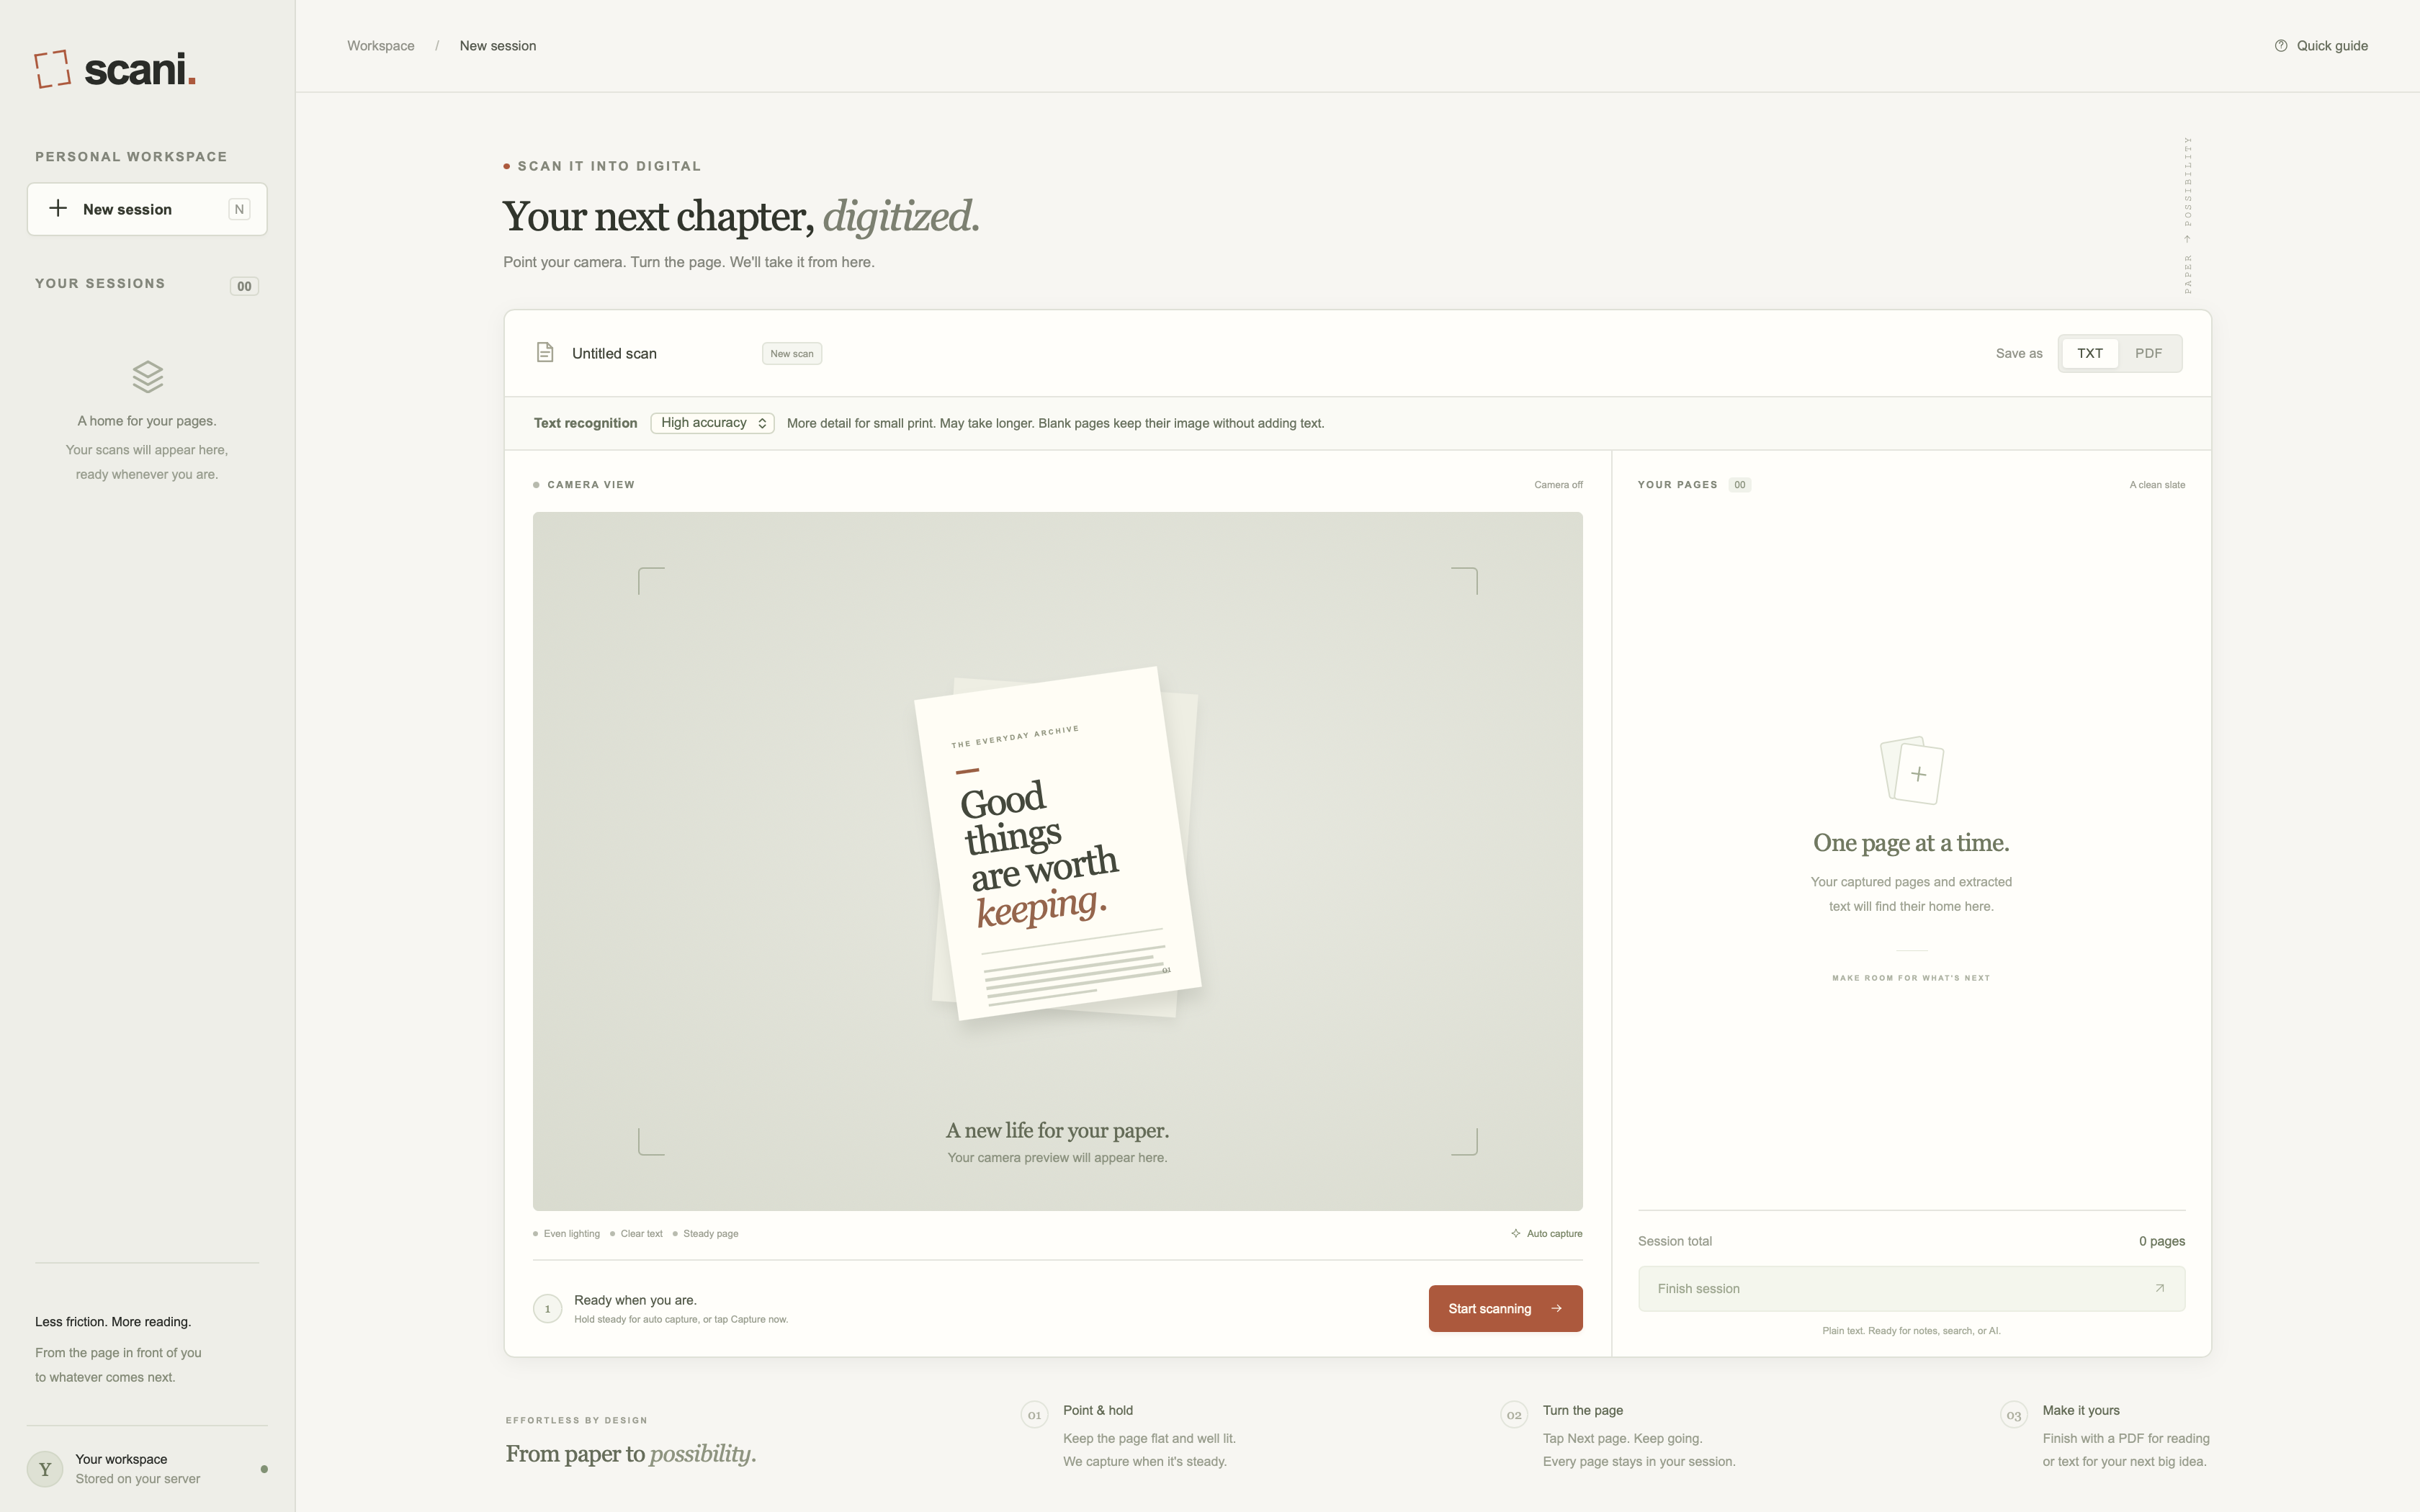 scani.
PERSONAL WORKSPACE
New session N
YOUR SESSIONS 00
A home for your pages.
Your scans will appear here,
ready whenever you are.
Less friction. More reading.
From the page in front of you
to whatever comes next.
Y
Your workspace
Stored on your server
Workspace / New session
Quick guide
SCAN IT INTO DIGITAL
Your next chapter, digitized.
Point your camera. Turn the page. We'll take it from here.
PAPER → POSSIBILITY
Untitled scan
New scan
Save as TXT PDF
Text recognition High accuracy More detail for small print. May take longer. Blank pages keep their image without adding text.
CAMERA VIEW
Camera off
THE EVERYDAY ARCHIVE
Good
things
are worth
keeping.
01
A new life for your paper.
Your camera preview will appear here.
Even lighting Clear text Steady page
Auto capture
1
Ready when you are.
Hold steady for auto capture, or tap Capture now.
Start scanning →
YOUR PAGES 00
A clean slate
One page at a time.
Your captured pages and extracted
text will find their home here.
MAKE ROOM FOR WHAT'S NEXT
Session total 0 pages
Finish session
Plain text. Ready for notes, search, or AI.
EFFORTLESS BY DESIGN
From paper to possibility.
01 Point & hold
Keep the page flat and well lit.
We capture when it's steady.
02 Turn the page
Tap Next page. Keep going.
Every page stays in your session.
03 Make it yours
Finish with a PDF for reading
or text for your next big idea.